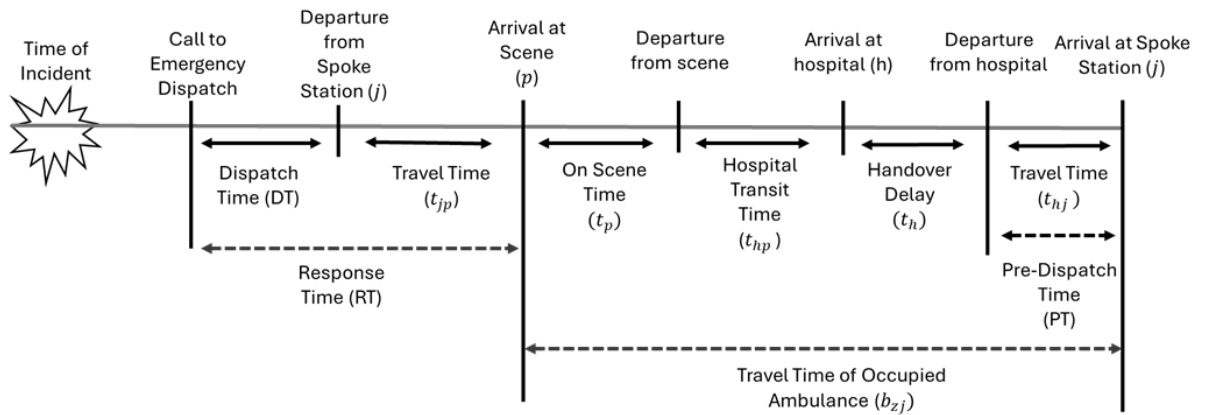 Time of
Incident
Call to
Emergency
Dispatch
Departure
from
Spoke
Station (j)
Arrival at
Scene
(p)
Departure
from scene
Arrival at
hospital (h)
Departure
from hospital
Arrival at Spoke
Station (j)
Dispatch
Time (DT)
Travel Time
(t_jp)
On Scene
Time
(t_p)
Hospital
Transit
Time
(t_hp )
Handover
Delay
(t_h)
Travel Time
(t_hj )
Response
Time (RT)
Pre-Dispatch
Time
(PT)
Travel Time of Occupied
Ambulance (b_zj)